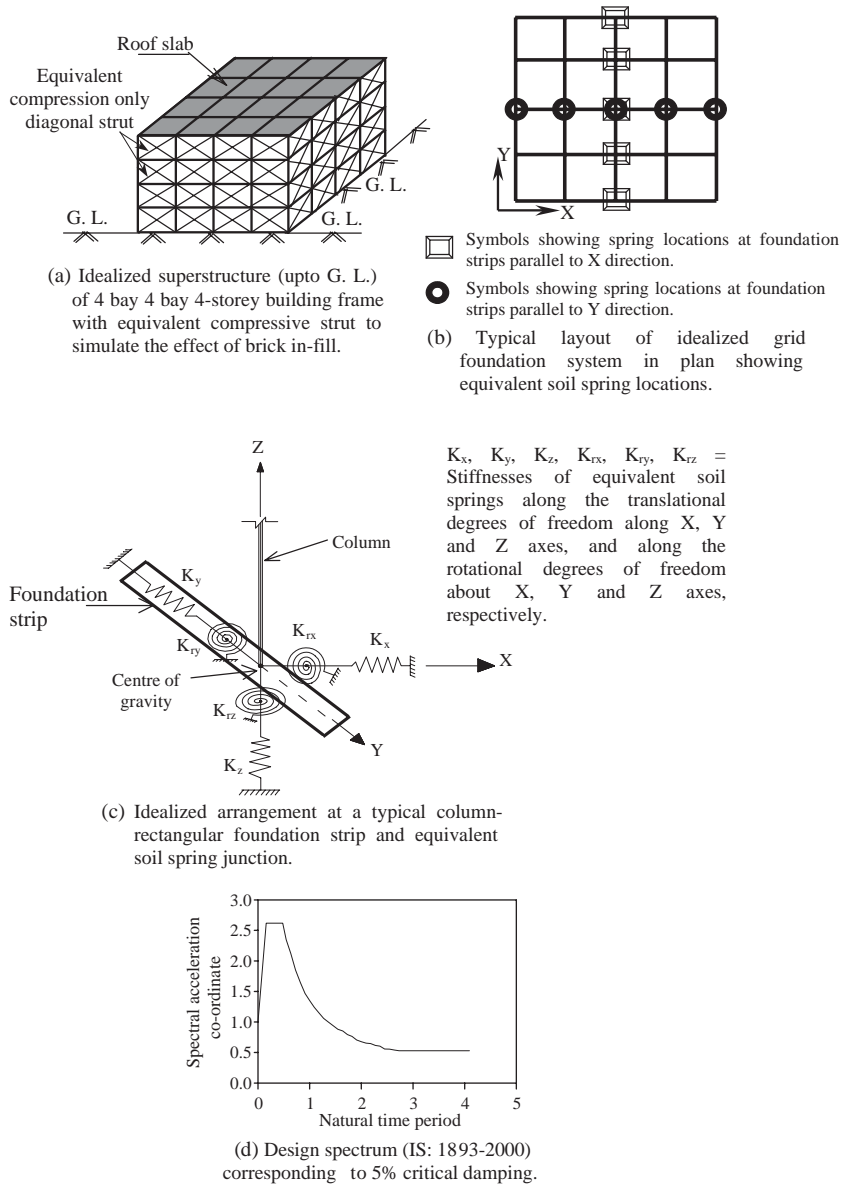 Roof slab
Equivalent
compression only
diagonal strut
G. L.
G. L.
G. L.
(a) Idealized superstructure (upto G. L.)
of 4 bay 4 bay 4-storey building frame
with equivalent compressive strut to
simulate the effect of brick in-fill.
Y
X
Symbols showing spring locations at foundation
strips parallel to X direction.
Symbols showing spring locations at foundation
strips parallel to Y direction.
(b) Typical layout of idealized grid
foundation system in plan showing
equivalent soil spring locations.
Z
Column
Foundation
strip
Ky
Kry
Krx
Kx
X
Centre of
gravity
Krz
Kz
Y
Kx, Ky, Kz, Krx, Kry, Krz =
Stiffnesses of equivalent soil
springs along the translational
degrees of freedom along X, Y
and Z axes, and along the
rotational degrees of freedom
about X, Y and Z axes,
respectively.
(c) Idealized arrangement at a typical column-
rectangular foundation strip and equivalent
soil spring junction.
Spectral acceleration
co-ordinate
3.0
2.5
2.0
1.5
1.0
0.5
0.0
0 1 2 3 4 5
Natural time period
(d) Design spectrum (IS: 1893-2000)
corresponding to 5% critical damping.